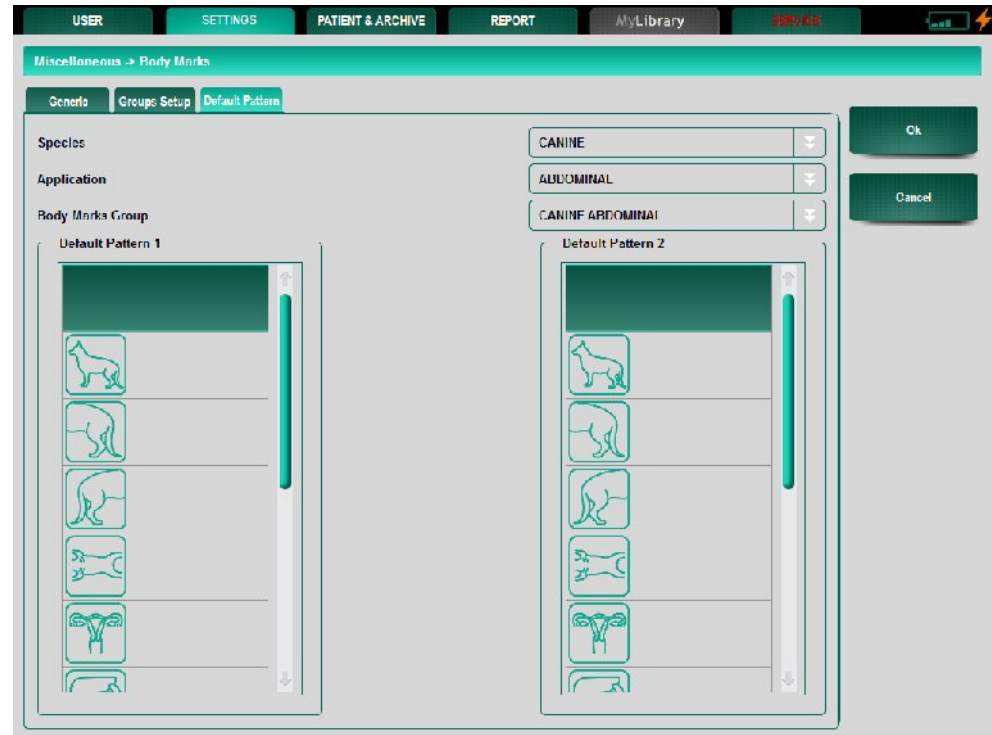 USER SETTINGS PATIENT & ARCHIVE REPORT MyLibrary SERVICE
Miscellaneous -> Body Marks
Generic Groups Setup Default Pattern
Species CANINE
Application ABDOMINAL
Body Marks Group CANINE ABDOMINAL
Default Pattern 1 Default Pattern 2
Ok
Cancel